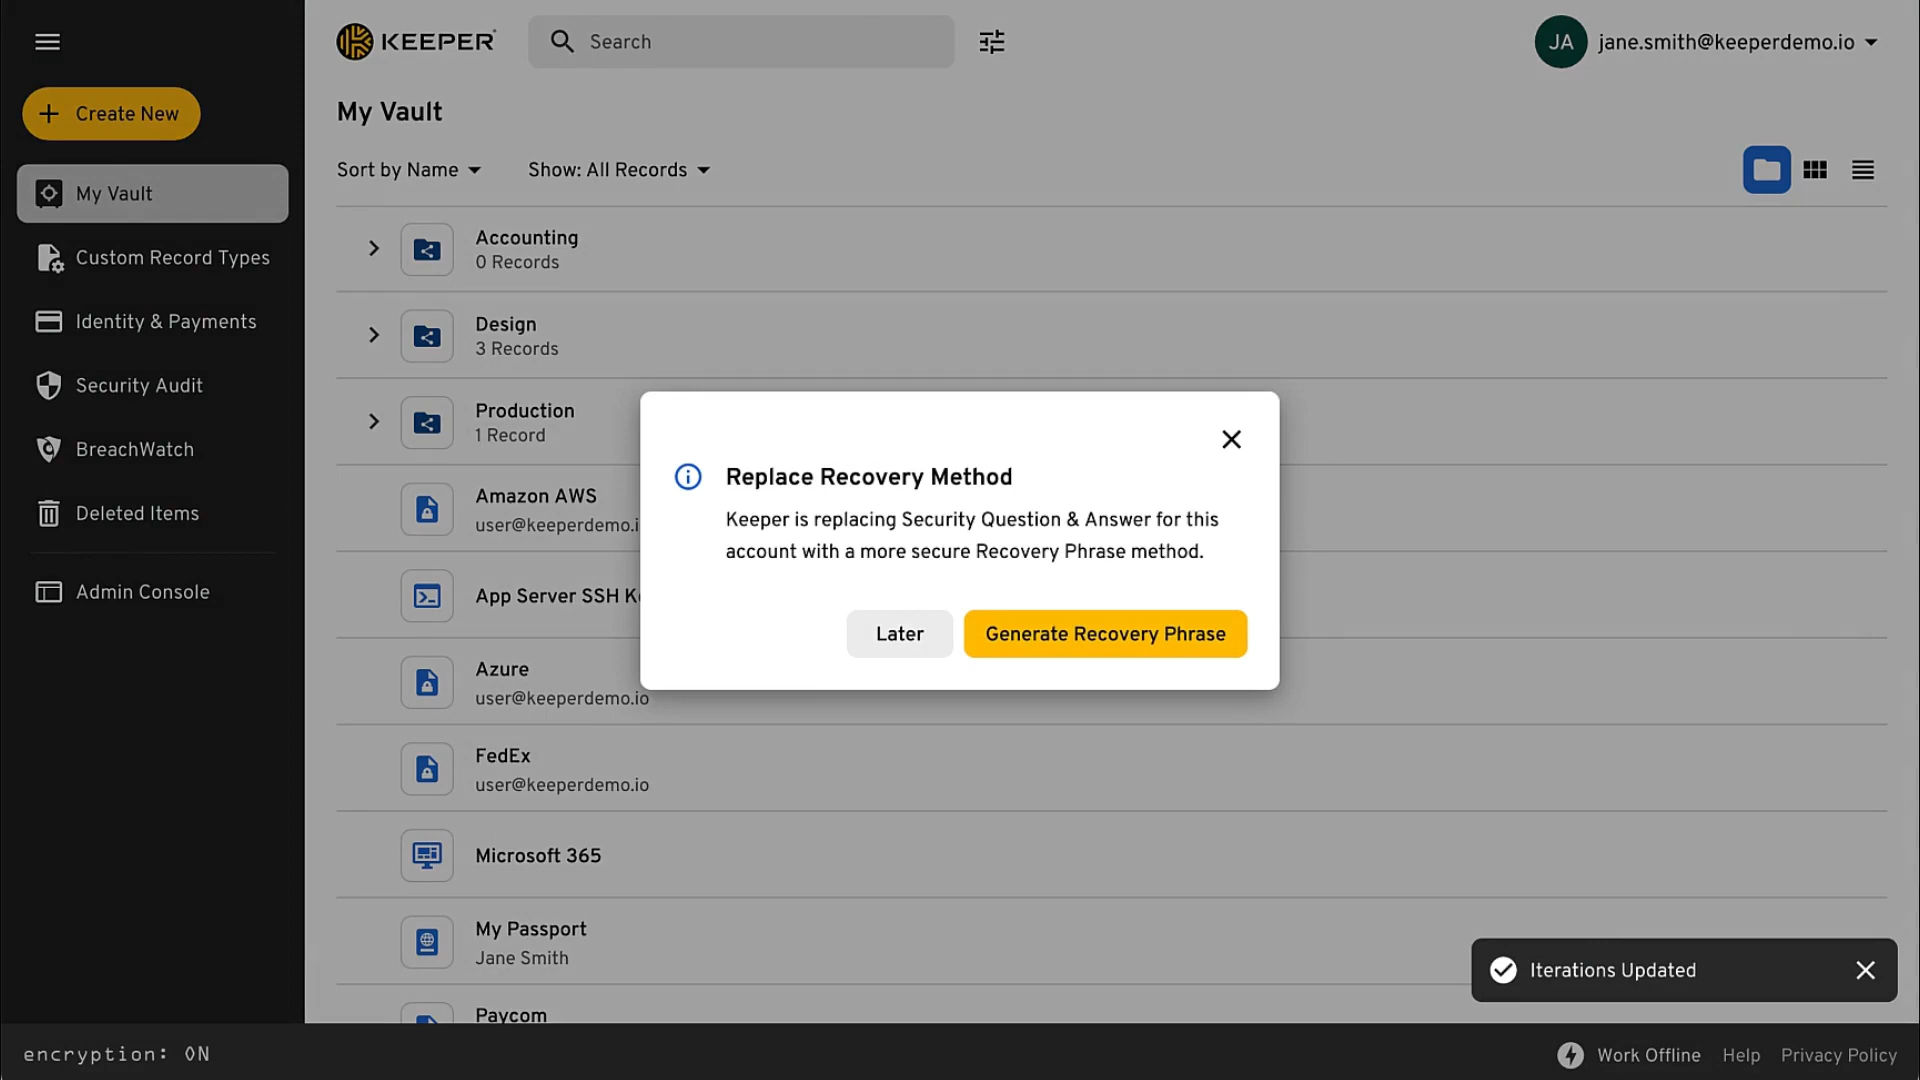 KEEPER
Search
JA
jane.smith@keeperdemo.io
Create New
My Vault
Custom Record Types
Identity & Payments
Security Audit
BreachWatch
Deleted Items
Admin Console
My Vault
Sort by Name
Show: All Records
Accounting
0 Records
Design
3 Records
Production
1 Record
Amazon AWS
user@keeperdemo.i
App Server SSH K
Azure
user@keeperdemo.io
FedEx
user@keeperdemo.io
Microsoft 365
My Passport
Jane Smith
Paycom
Replace Recovery Method
Keeper is replacing Security Question & Answer for this
account with a more secure Recovery Phrase method.
Later
Generate Recovery Phrase
Iterations Updated
encryption: ON
Work Offline
Help
Privacy Policy